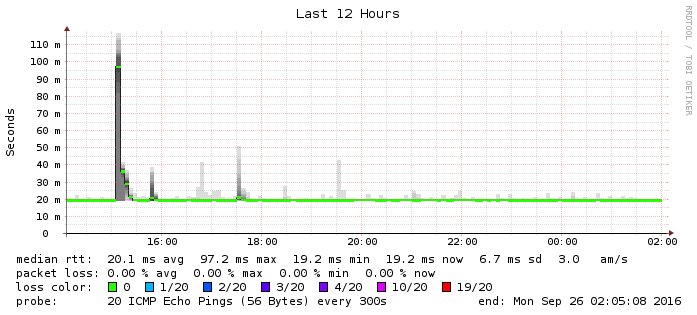 Last 12 Hours
RRDTOOL / TOBI OETIKER
Seconds
110 m
100 m
90 m
80 m
70 m
60 m
50 m
40 m
30 m
20 m
10 m
0
16:00 18:00 20:00 22:00 00:00 02:00
median rtt: 20.1 ms avg 97.2 ms max 19.2 ms min 19.2 ms now 6.7 ms sd 3.0 am/s
packet loss: 0.00 % avg 0.00 % max 0.00 % min 0.00 % now
loss color: 0 1/20 2/20 3/20 4/20 10/20 19/20
probe: 20 ICMP Echo Pings (56 Bytes) every 300s end: Mon Sep 26 02:05:08 2016